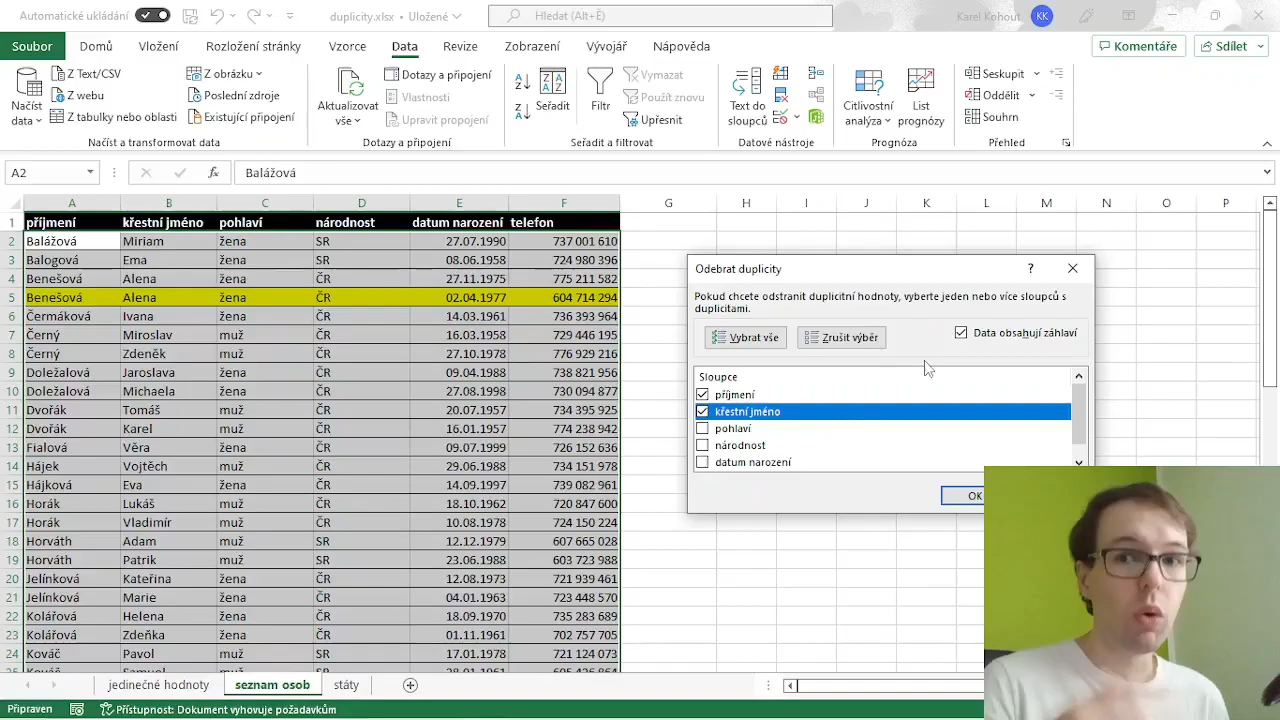 Automatické ukládání
duplicity.xlsx - Uložené
Hledat (Alt+Ě)
Karel Kohout
KK
Soubor
Domů
Vložení
Rozložení stránky
Vzorce
Data
Revize
Zobrazení
Vývojář
Nápověda
Komentáře
Sdílet
Načíst data
Z Text/CSV
Z webu
Z tabulky nebo oblasti
Z obrázku
Poslední zdroje
Existující připojení
Načíst a transformovat data
Aktualizovat vše
Dotazy a připojení
Vlastnosti
Upravit propojení
Dotazy a připojení
Seřadit
Filtr
Vymazat
Použít znovu
Upřesnit
Seřadit a filtrovat
Text do sloupců
Datové nástroje
Citlivostní analýza
List prognózy
Prognóza
Seskupit
Oddělit
Souhrn
Přehled
A2
fx
Balážová
A B C D E F G H I J K L M N O P
1 příjmení křestní jméno pohlaví národnost datum narození telefon
2 Balážová Miriam žena SR 27.07.1990 737 001 610
3 Balogová Ema žena SR 08.06.1958 724 980 396
4 Benešová Alena žena ČR 27.11.1975 775 211 582
5 Benešová Alena žena ČR 02.04.1977 604 714 294
6 Čermáková Ivana žena ČR 14.03.1961 736 393 964
7 Černý Miroslav muž ČR 16.03.1958 729 446 195
8 Černý Zdeněk muž ČR 27.10.1978 776 929 216
9 Doležalová Jaroslava žena ČR 09.04.1988 738 821 956
10 Doležalová Michaela žena ČR 27.08.1998 730 094 877
11 Dvořák Tomáš muž ČR 20.07.1957 734 395 925
12 Dvořák Karel muž ČR 16.01.1957 774 238 942
13 Fialová Věra žena ČR 09.07.1999 726 152 636
14 Hájek Vojtěch muž ČR 29.06.1988 734 151 978
15 Hájková Eva žena ČR 14.09.1997 739 082 961
16 Horák Lukáš muž ČR 18.10.1962 720 847 600
17 Horák Vladimír muž ČR 10.08.1978 724 150 224
18 Horváth Adam muž SR 12.12.1979 607 665 028
19 Horváth Patrik muž SR 23.06.1988 603 723 988
20 Jelínková Kateřina žena ČR 12.08.1973 721 939 461
21 Jelínková Marie žena ČR 04.01.1963 723 448 570
22 Kolářová Helena žena ČR 18.09.1970 735 283 689
23 Kolářová Zdeňka žena ČR 01.11.1961 702 757 705
24 Kováč Pavol muž SR 17.01.1958 721 124 073
Odebrat duplicity
?
Pokud chcete odstranit duplicitní hodnoty, vyberte jeden nebo více sloupců s
duplicitami.
Vybrat vše
Zrušit výběr
Data obsahují záhlaví
Sloupce
příjmení
křestní jméno
pohlaví
národnost
datum narození
OK
jedinečné hodnoty
seznam osob
státy
Připraven
Přístupnost: Dokument vyhovuje požadavkům